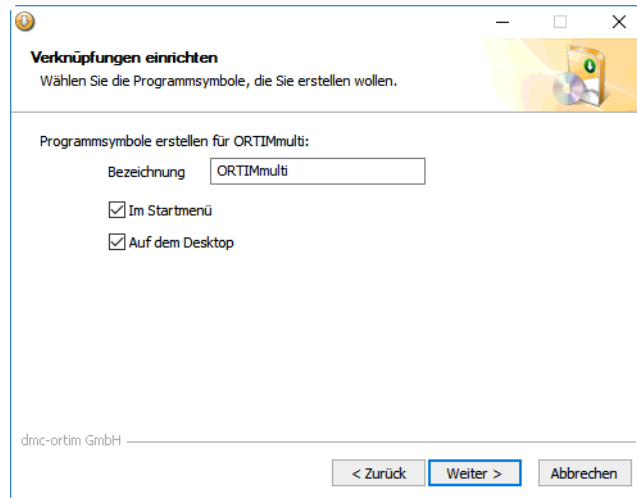 Verknüpfungen einrichten
Wählen Sie die Programmsymbole, die Sie erstellen wollen.
Programmsymbole erstellen für ORTIMmulti:
Bezeichnung ORTIMmulti
Im Startmenü
Auf dem Desktop
dmc-ortim GmbH
< Zurück Weiter > Abbrechen